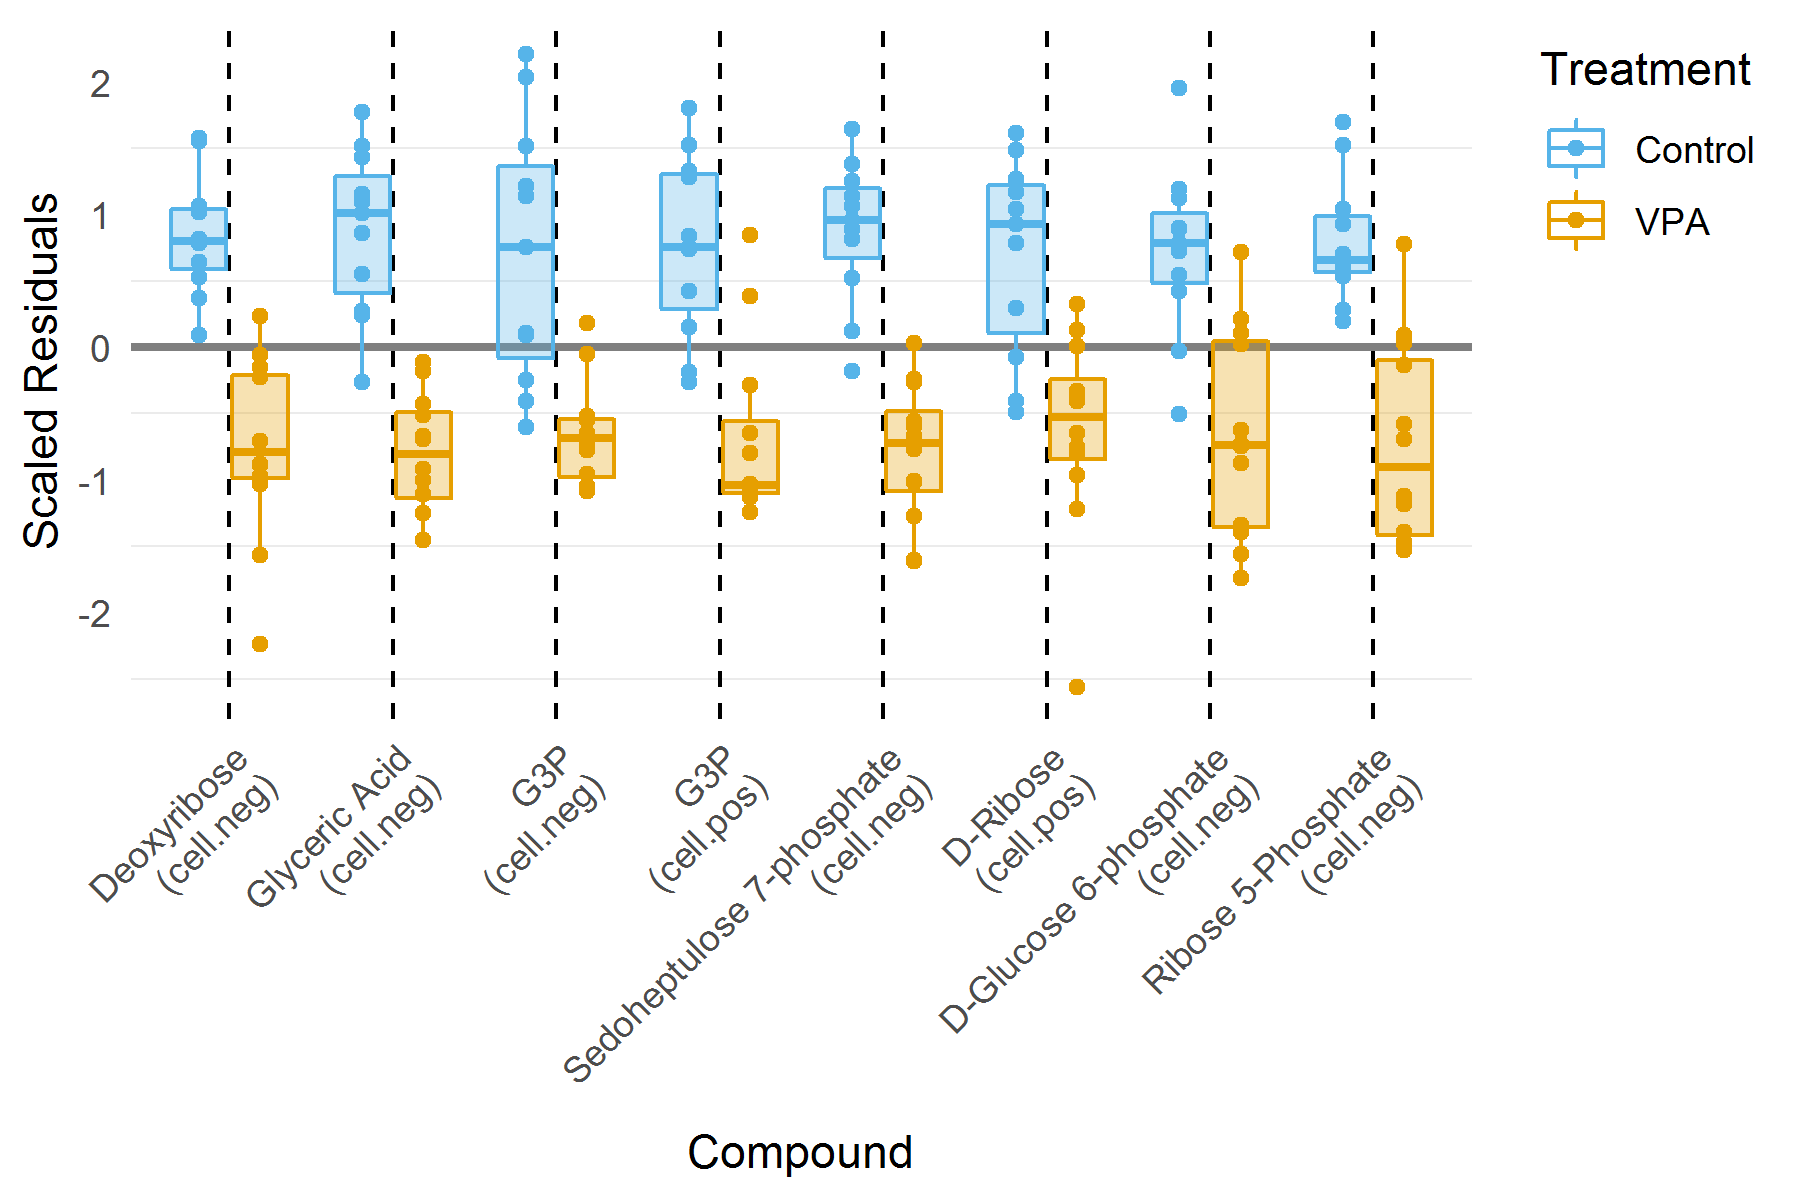 2
1
0
-1
-2
Scaled Residuals
Deoxyribose
(cell.neg)
Glyceric Acid
(cell.neg)
G3P
(cell.neg)
G3P
(cell.pos)
Sedoheptulose 7-phosphate
(cell.neg)
D-Ribose
(cell.pos)
D-Glucose 6-phosphate
(cell.neg)
Ribose 5-Phosphate
(cell.neg)
Compound
Treatment
Control
VPA